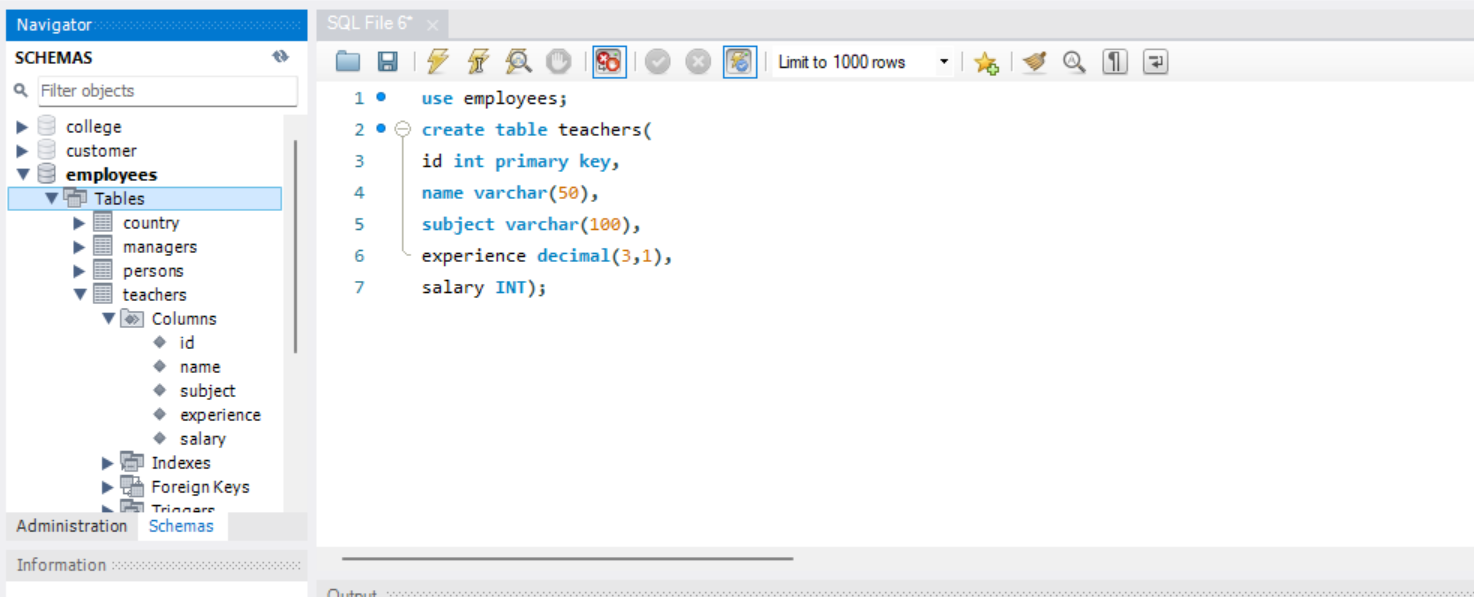 Navigator
SCHEMAS
Filter objects
college
customer
employees
Tables
country
managers
persons
teachers
Columns
id
name
subject
experience
salary
Indexes
Foreign Keys
Triggers
Administration Schemas
Information
SQL File 6*
Limit to 1000 rows
1 use employees;
2 create table teachers(
3 id int primary key,
4 name varchar(50),
5 subject varchar(100),
6 experience decimal(3,1),
7 salary INT);
Output